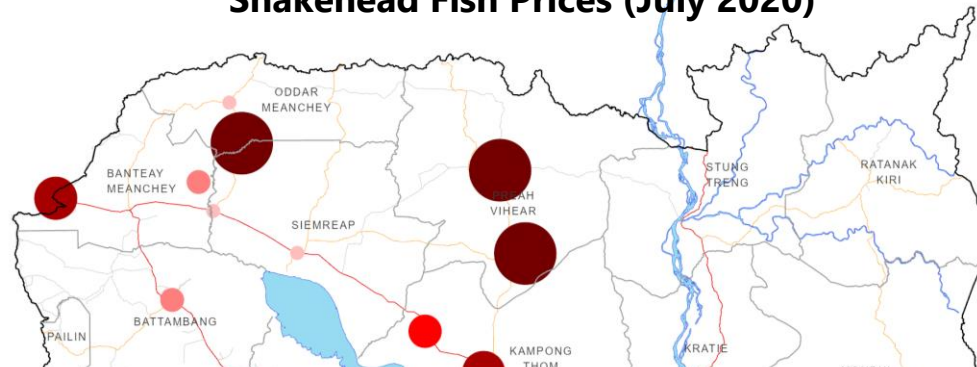 Snakehead Fish Prices (July 2020)
ODDAR
MEANCHEY
BANTEAY
MEANCHEY
STUNG
TRENG
RATANAK
KIRI
PREAH
VIHEAR
SIEMREAP
BATTAMBANG
PAILIN
KAMPONG
THOM
KRATIE